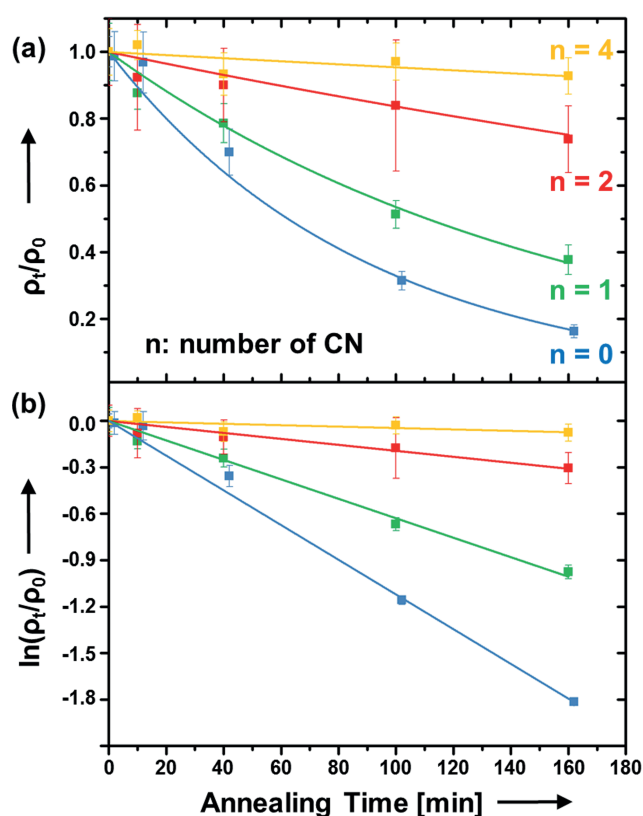 (a)
1.0
0.8
0.6
0.4
0.2
ρt/ρ0
n = 4
n = 2
n = 1
n = 0
n: number of CN
(b)
0.0
-0.3
-0.6
-0.9
-1.2
-1.5
-1.8
ln(ρt/ρ0)
0 20 40 60 80 100 120 140 160 180
Annealing Time [min]